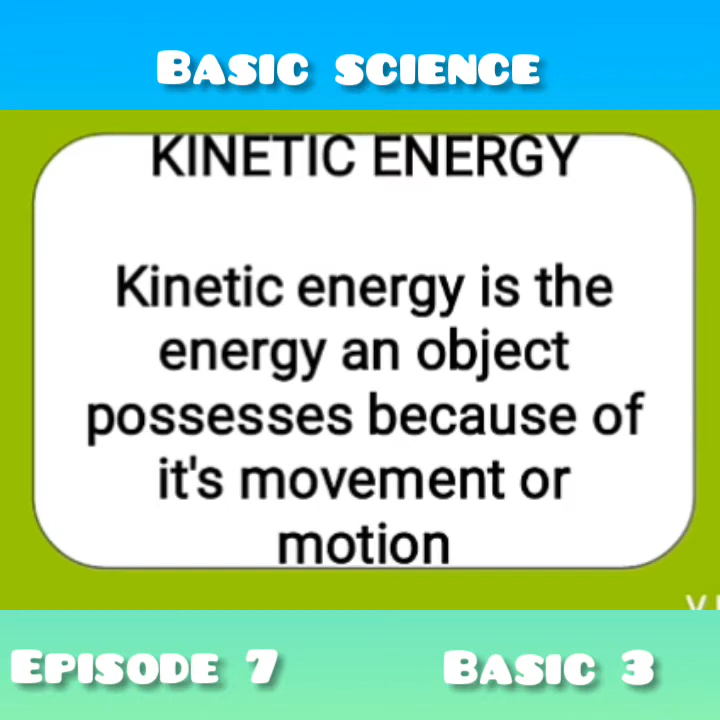 Basic science
KINETIC ENERGY
Kinetic energy is the
energy an object
possesses because of
it's movement or
motion
Episode 7
Basic 3